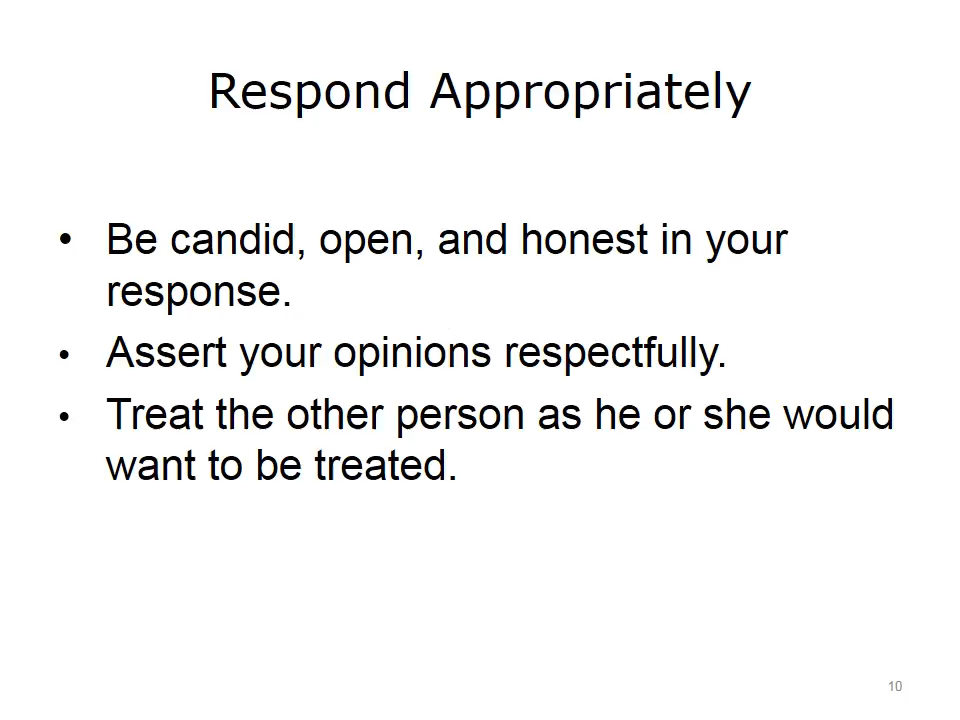 Respond Appropriately
• Be candid, open, and honest in your
response.
• Assert your opinions respectfully.
• Treat the other person as he or she would
want to be treated.
10